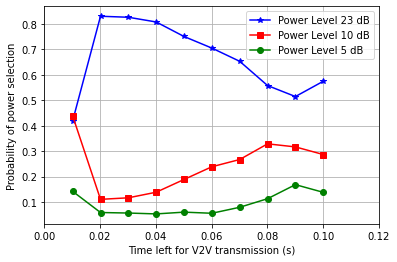 Probability of power selection
0.8
0.7
0.6
0.5
0.4
0.3
0.2
0.1
Power Level 23 dB
Power Level 10 dB
Power Level 5 dB
0.00 0.02 0.04 0.06 0.08 0.10 0.12
Time left for V2V transmission (s)